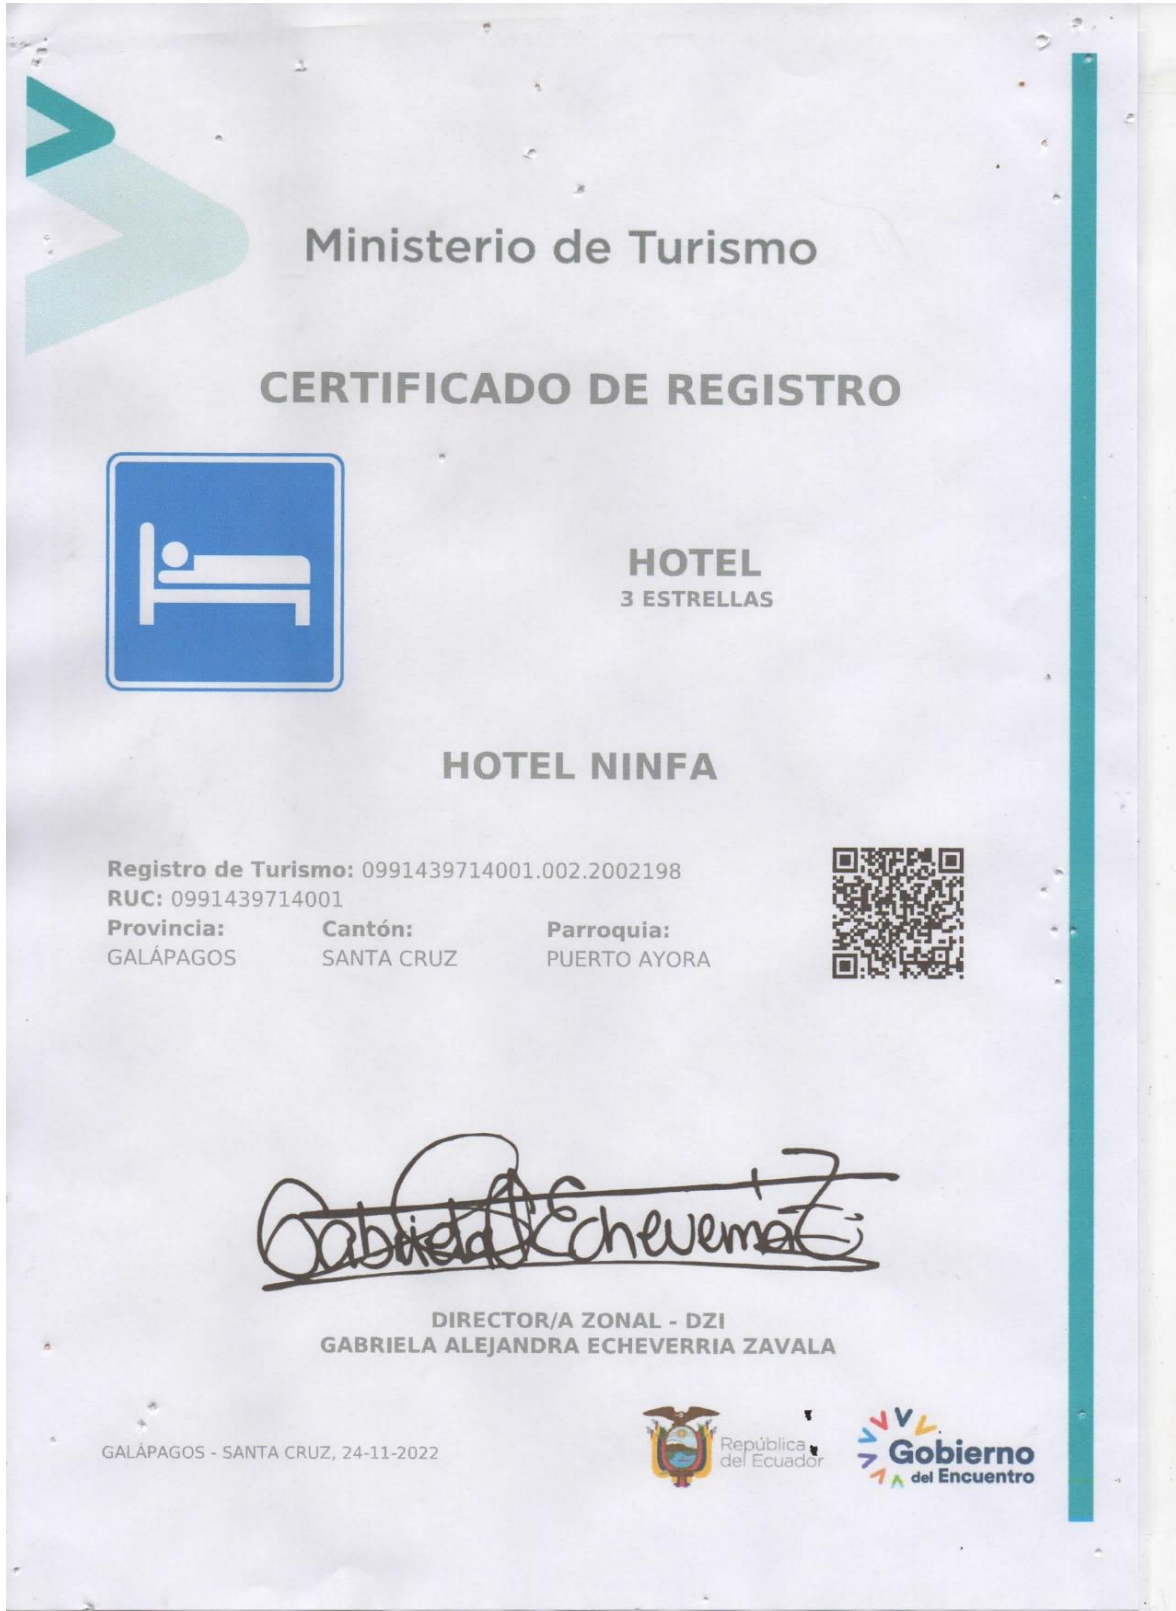 Ministerio de Turismo
CERTIFICADO DE REGISTRO
HOTEL
3 ESTRELLAS
HOTEL NINFA
Registro de Turismo: 0991439714001.002.2002198
RUC: 0991439714001
Provincia: Cantón: Parroquia:
GALÁPAGOS SANTA CRUZ PUERTO AYORA
Gabriela Echeverria Z
DIRECTOR/A ZONAL - DZI
GABRIELA ALEJANDRA ECHEVERRIA ZAVALA
GALÁPAGOS - SANTA CRUZ, 24-11-2022
República
del Ecuador
Gobierno
del Encuentro